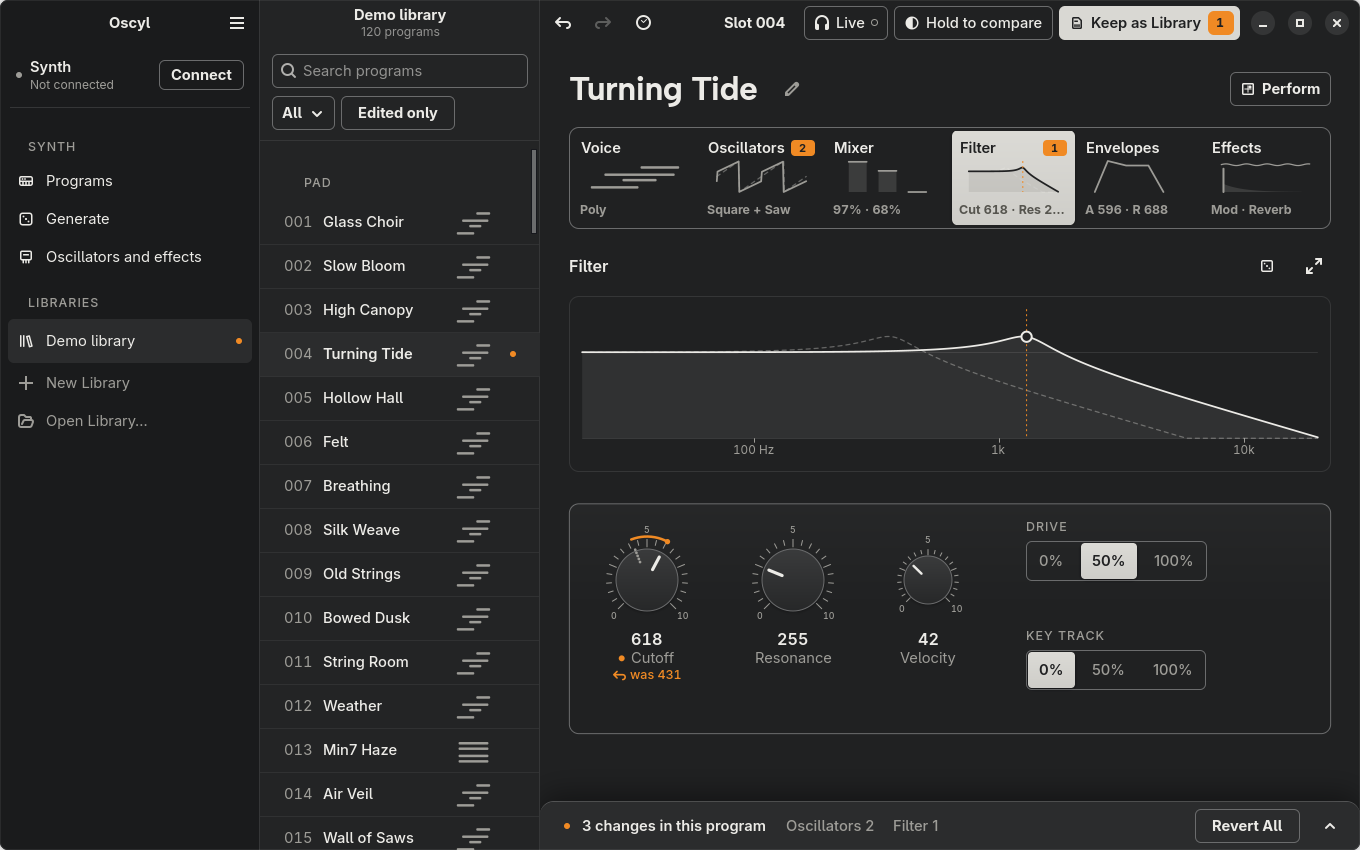 Oscyl
Synth
Not connected
Connect
SYNTH
Programs
Generate
Oscillators and effects
LIBRARIES
Demo library
New Library
Open Library...
Demo library
120 programs
Search programs
All
Edited only
PAD
001 Glass Choir
002 Slow Bloom
003 High Canopy
004 Turning Tide
005 Hollow Hall
006 Felt
007 Breathing
008 Silk Weave
009 Old Strings
010 Bowed Dusk
011 String Room
012 Weather
013 Min7 Haze
014 Air Veil
015 Wall of Saws
Slot 004
Live
Hold to compare
Keep as Library 1
Turning Tide
Perform
Voice
Poly
Oscillators 2
Square + Saw
Mixer
97% · 68%
Filter 1
Cut 618 · Res 2...
Envelopes
A 596 · R 688
Effects
Mod · Reverb
Filter
100 Hz 1k 10k
5
0 10
618
Cutoff
was 431
5
0 10
255
Resonance
5
0 10
42
Velocity
DRIVE
0% 50% 100%
KEY TRACK
0% 50% 100%
3 changes in this program Oscillators 2 Filter 1
Revert All